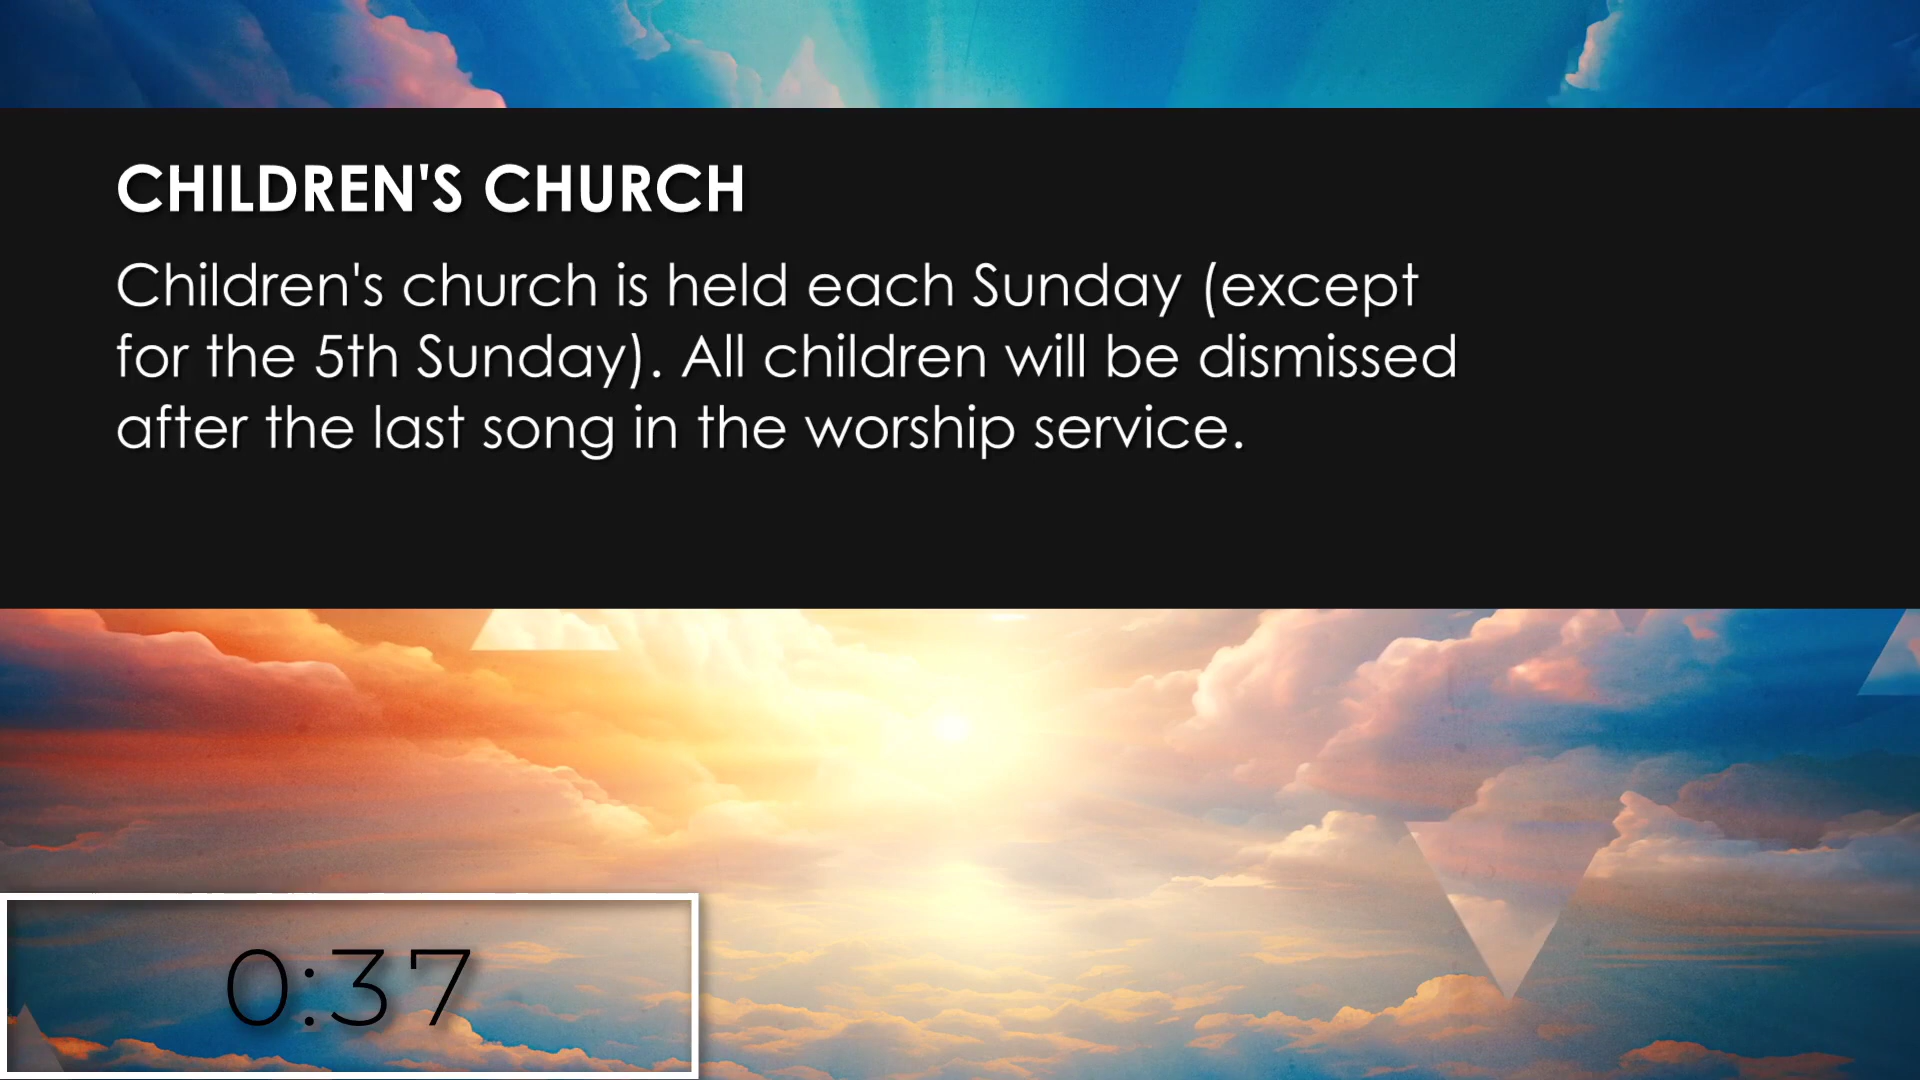 CHILDREN'S CHURCH
Children's church is held each Sunday (except
for the 5th Sunday). All children will be dismissed
after the last song in the worship service.
0:37